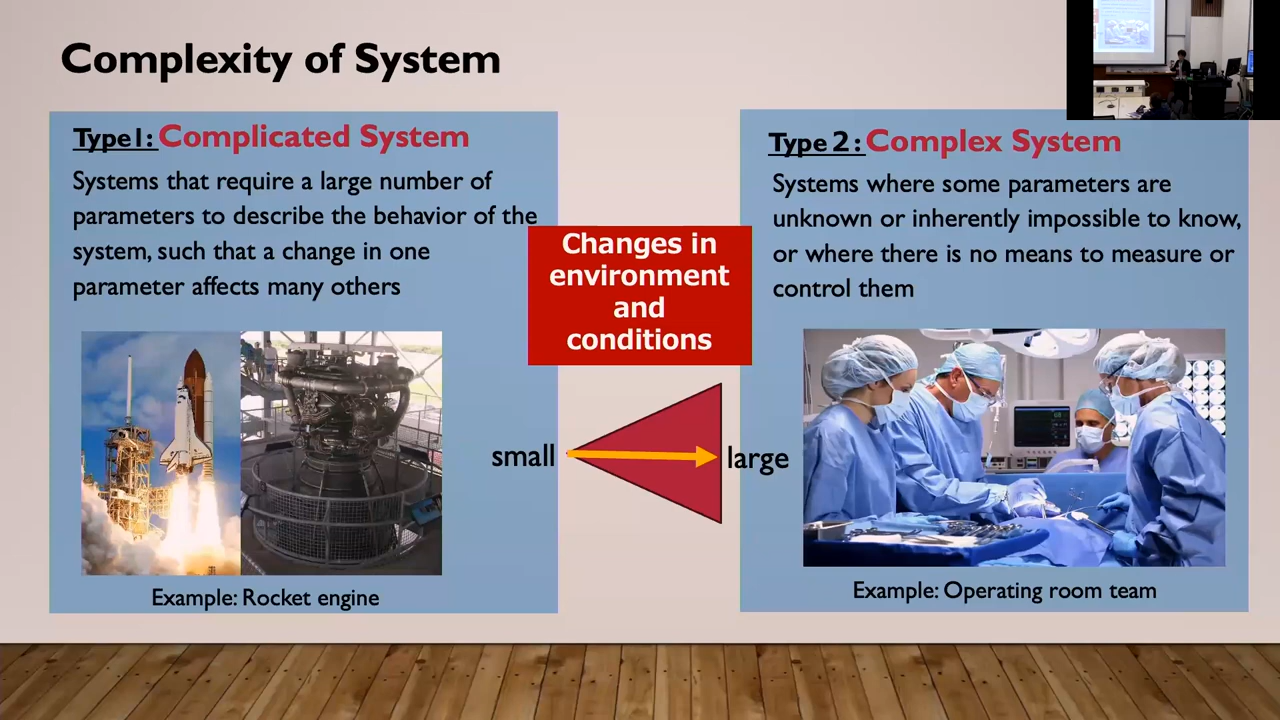 Complexity of System
Type1: Complicated System
Systems that require a large number of
parameters to describe the behavior of the
system, such that a change in one
parameter affects many others
Example: Rocket engine
Changes in
environment
and
conditions
small
large
Type 2 : Complex System
Systems where some parameters are
unknown or inherently impossible to know,
or where there is no means to measure or
control them
Example: Operating room team